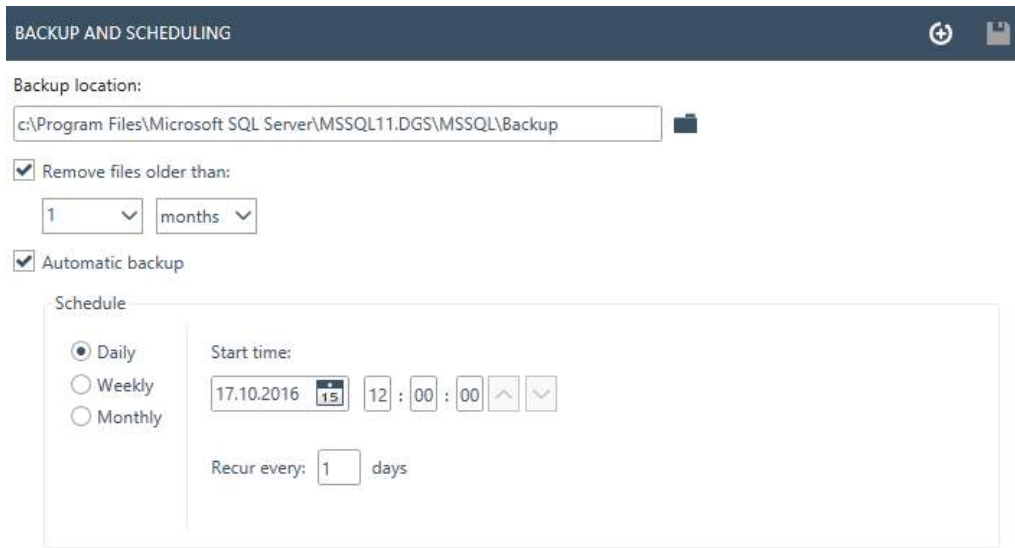 BACKUP AND SCHEDULING
Backup location:
c:\Program Files\Microsoft SQL Server\MSSQL11.DGS\MSSQL\Backup
Remove files older than:
1 months
Automatic backup
Schedule
Daily Start time:
Weekly 17.10.2016 15 12 : 00 : 00
Monthly
Recur every: 1 days